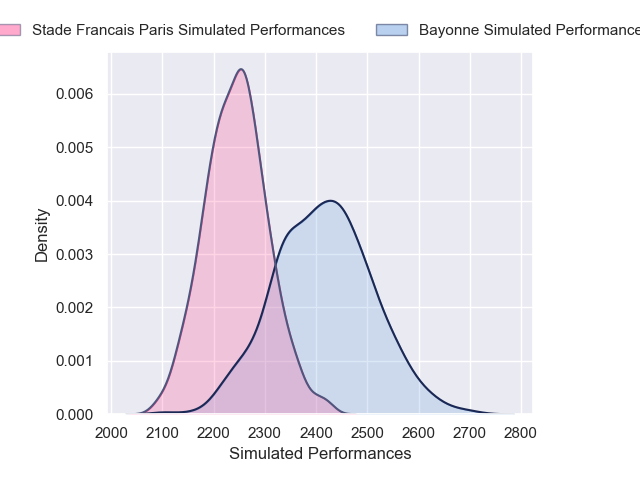 Stade Francais Paris Simulated Performances
Bayonne Simulated Performance
0.006
0.005
0.004
0.003
0.002
0.001
0.000
Density
2000 2100 2200 2300 2400 2500 2600 2700 2800
Simulated Performances